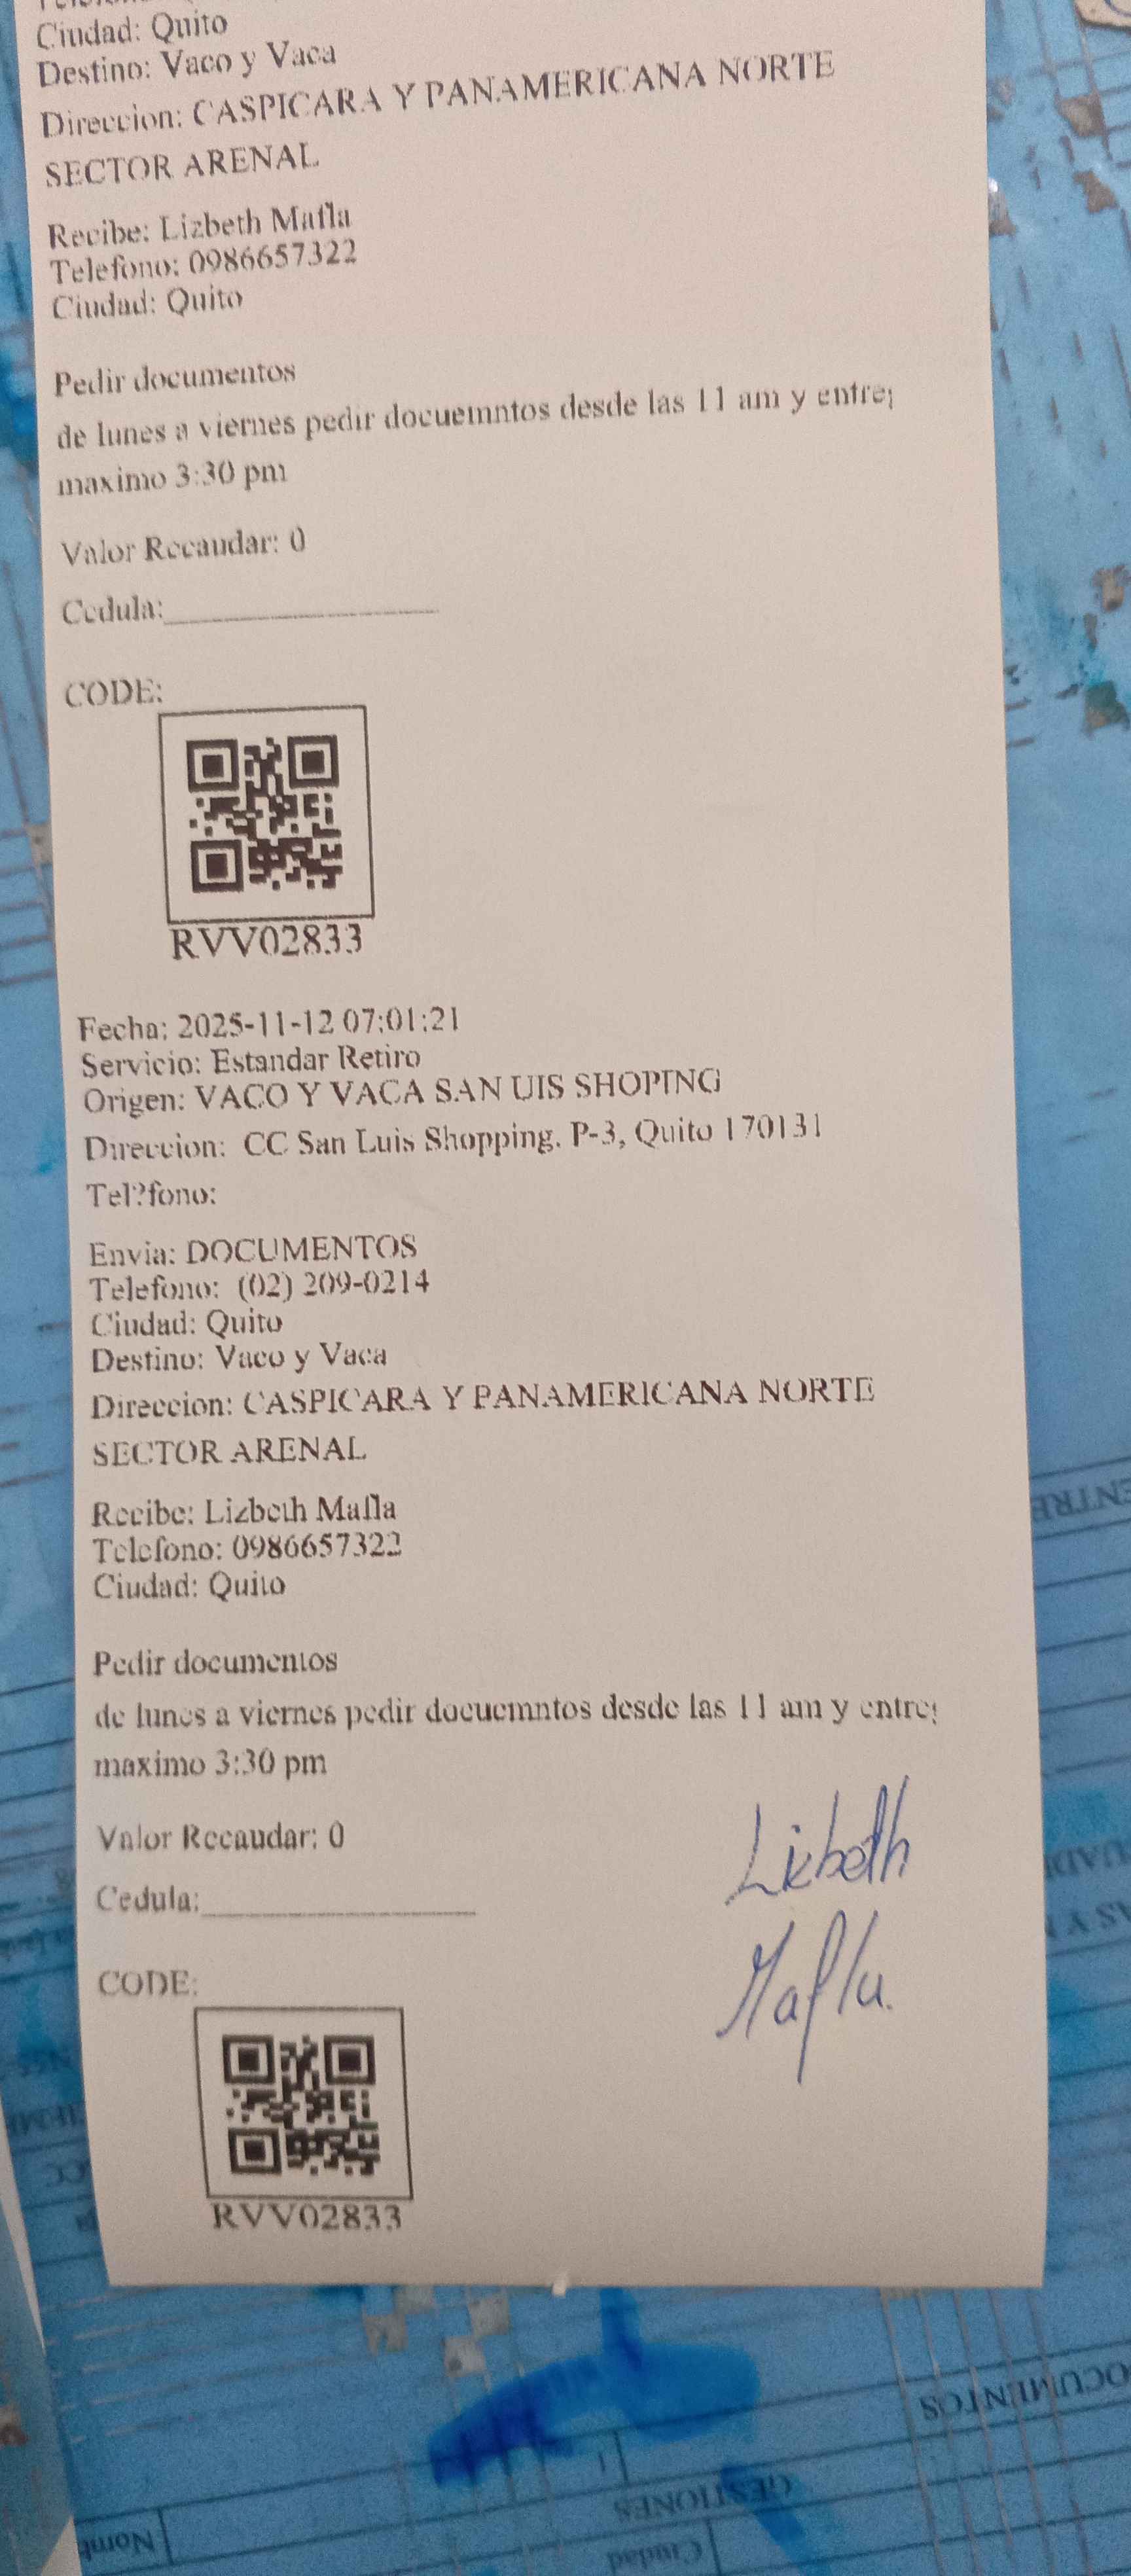 Ciudad: Quito
Destino: Vaco y Vaca
Direccion: CASPICARA Y PANAMERICANA NORTE
SECTOR ARENAL
Recibe: Lizbeth Mafla
Telefono: 0986657322
Ciudad: Quito
Pedir documentos
de lunes a viernes pedir docuemntos desde las 11 am y entre
maximo 3:30 pm
Valor Recaudar: 0
Cedula:
CODE:
RVV02833
Fecha: 2025-11-12 07:01:21
Servicio: Estandar Retiro
Origen: VACO Y VACA SAN UIS SHOPING
Direccion: CC San Luis Shopping, P-3, Quito 170131
Tel?fono:
Envia: DOCUMENTOS
Telefono: (02) 209-0214
Ciudad: Quito
Destino: Vaco y Vaca
Direccion: CASPICARA Y PANAMERICANA NORTE
SECTOR ARENAL
Recibe: Lizbeth Mafla
Telefono: 0986657322
Ciudad: Quito
Pedir documentos
de lunes a viernes pedir docuemntos desde las 11 am y entre
maximo 3:30 pm
Valor Recaudar: 0
Lizbeth
Cedula:
Mafla.
CODE:
RVV02833
OCUMENTOS
GESTIONES
Ciudad
Nomb